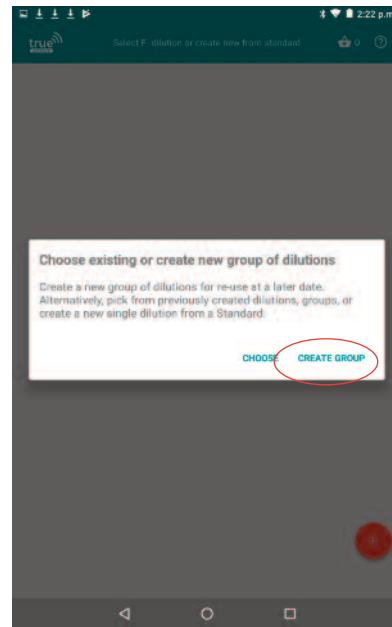 2:22 p.m
true
Select F- dilution or create new from standard
0
Choose existing or create new group of dilutions
Create a new group of dilutions for re-use at a later date.
Alternatively, pick from previously created dilutions, groups, or
create a new single dilution from a Standard.
CHOOSE CREATE GROUP